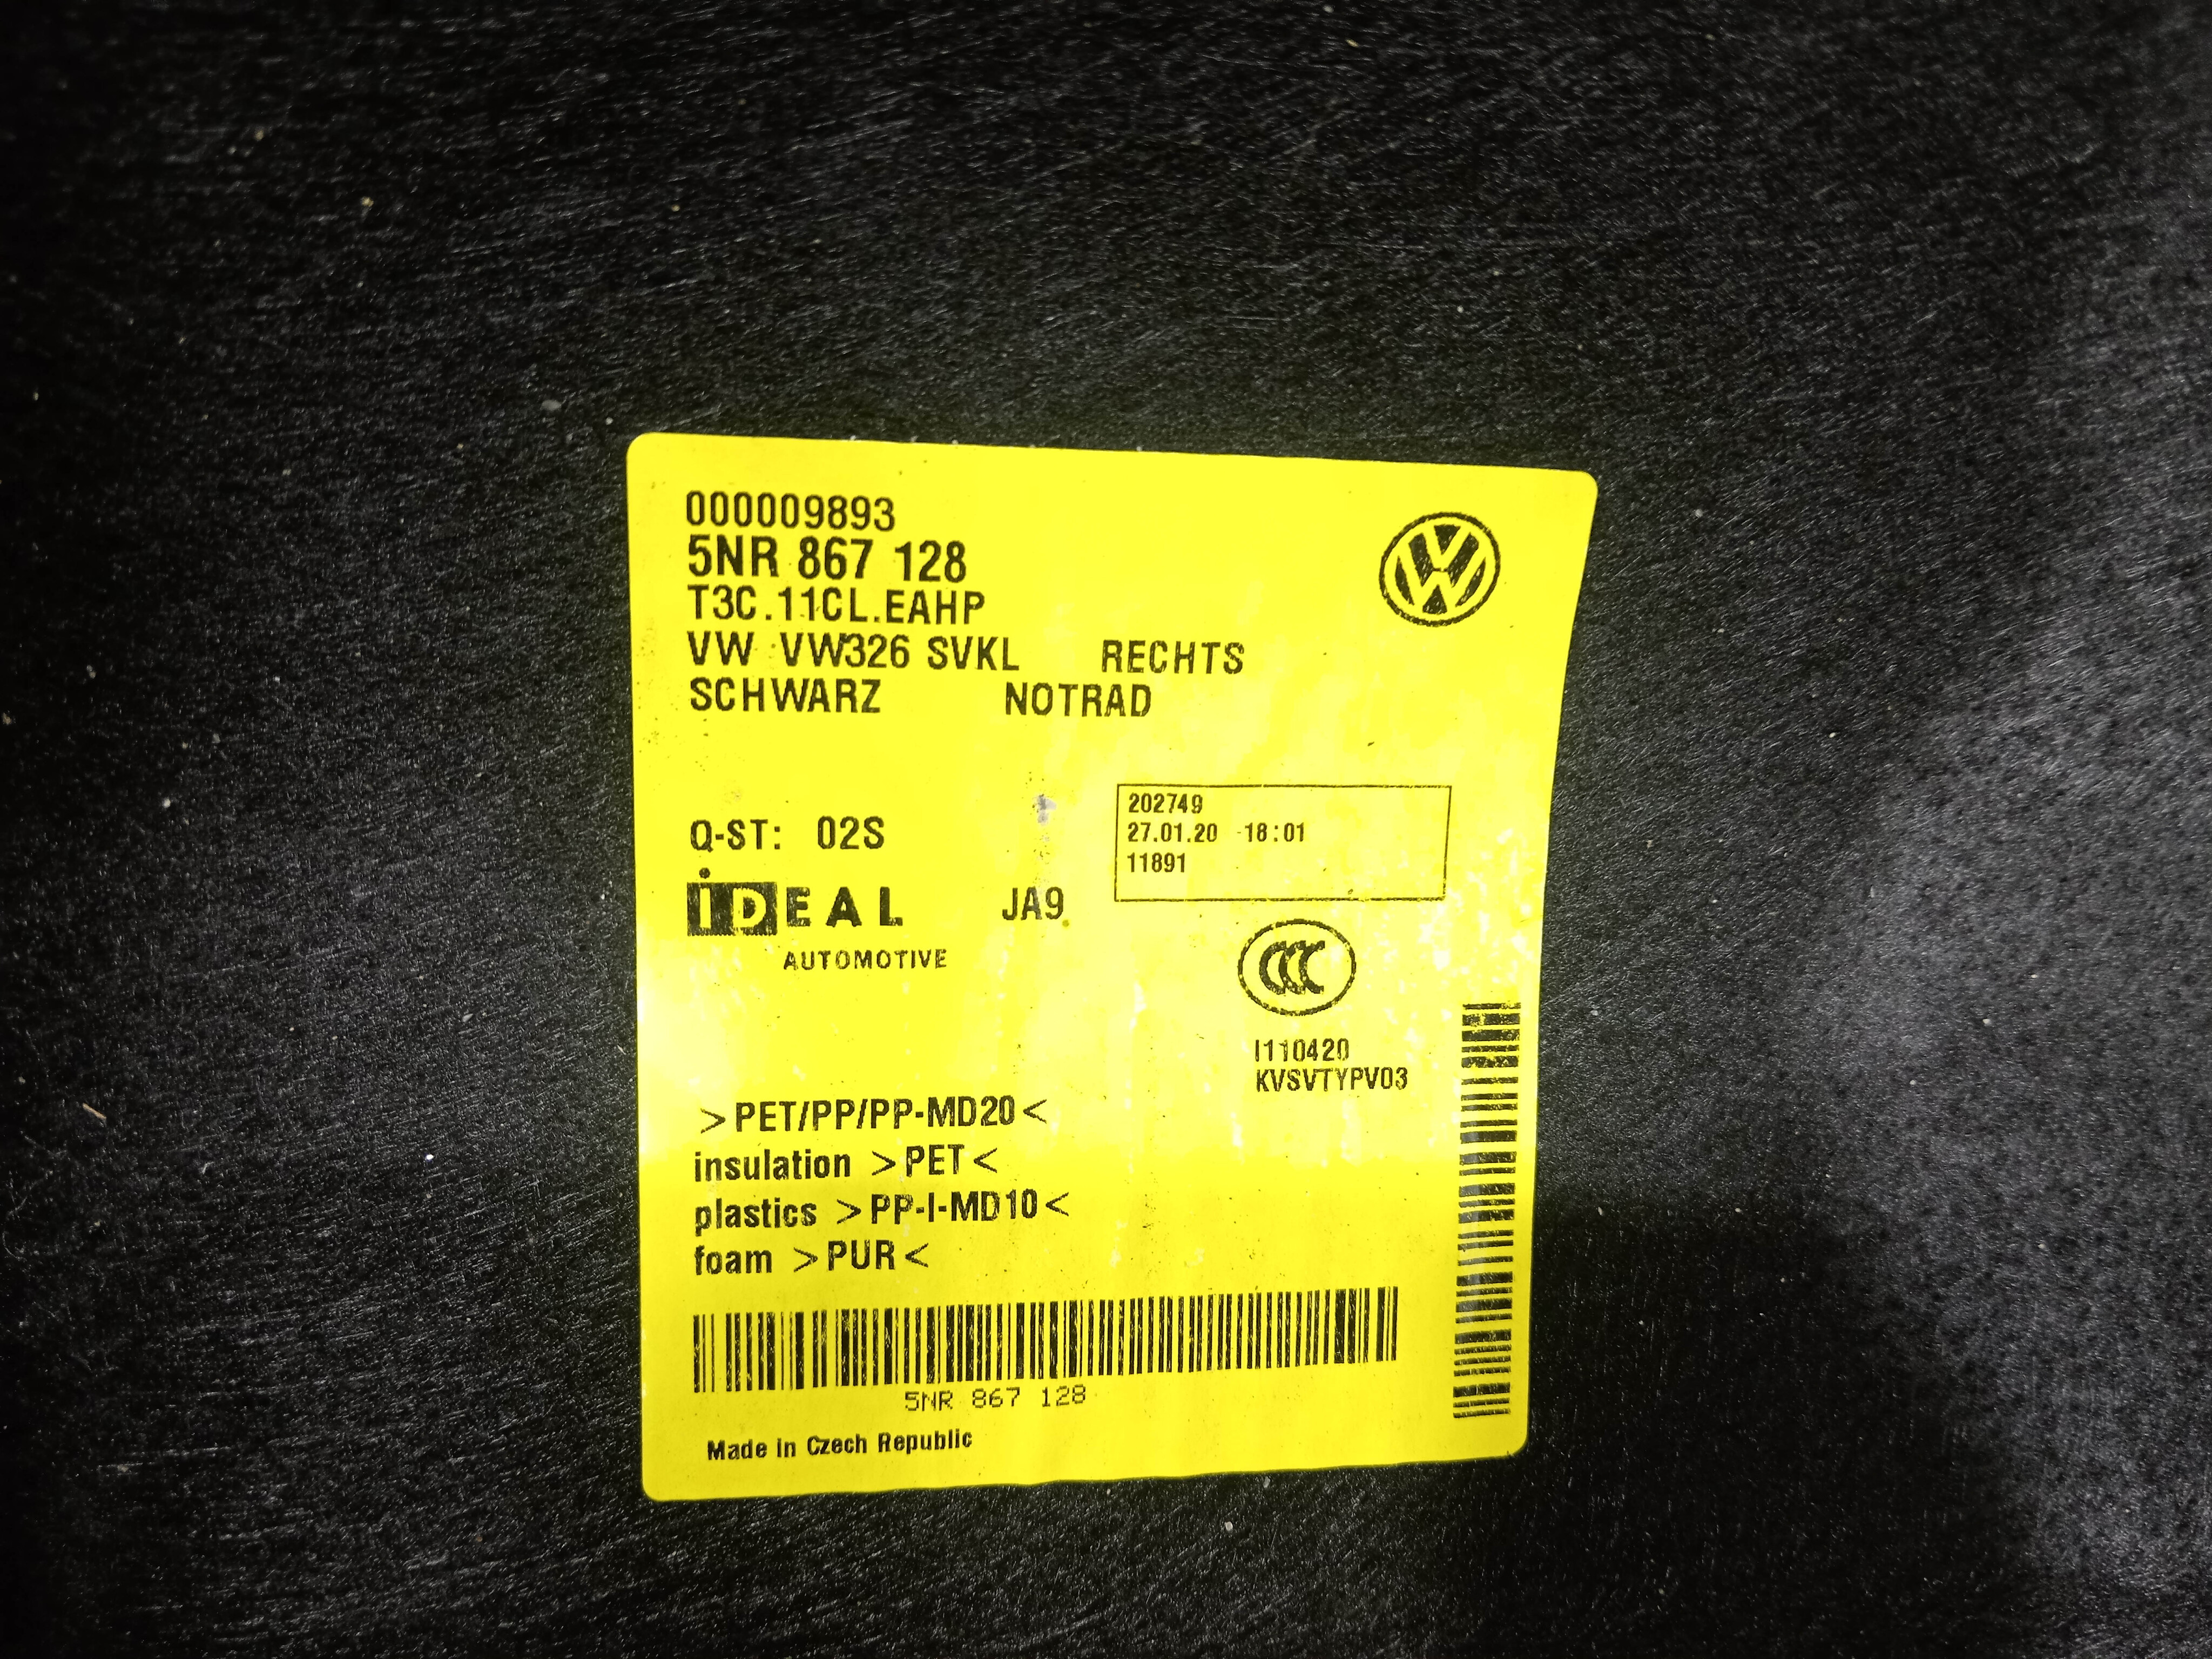 000009893
5NR 867 128
T3C.11CL.EAHP
VW VW326 SVKL RECHTS
SCHWARZ NOTRAD
202749
27.01.20 18:01
11891
Q-ST: 02S
iDEAL JA9
AUTOMOTIVE
CCC
I110420
KVSVTYPV03
>PET/PP/PP-MD20<
insulation >PET<
plastics >PP-I-MD10<
foam >PUR<
5NR 867 128
Made in Czech Republic